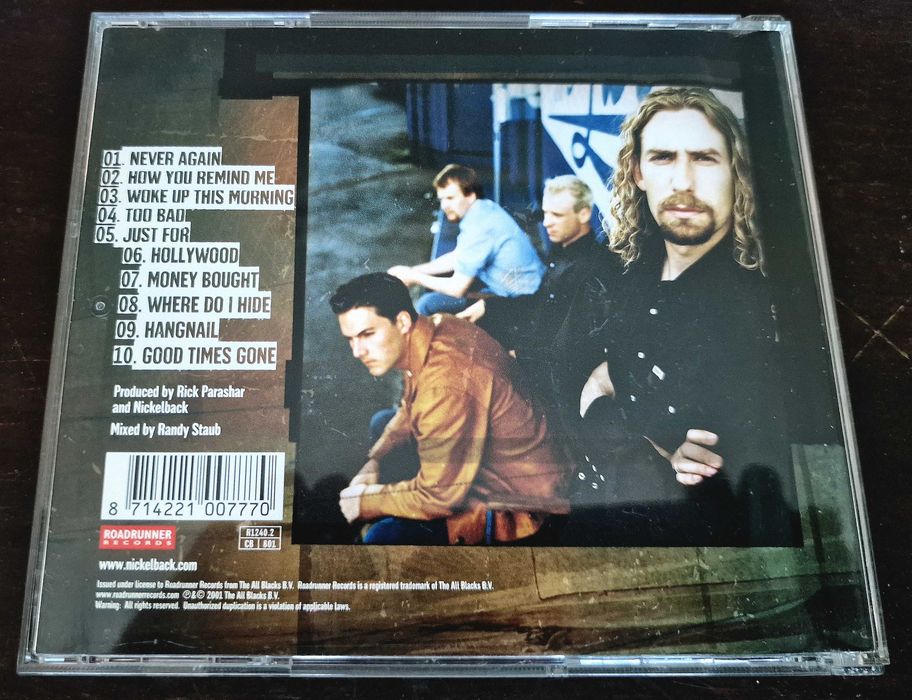 01. NEVER AGAIN
02. HOW YOU REMIND ME
03. WOKE UP THIS MORNING
04. TOO BAD
05. JUST FOR
06. HOLLYWOOD
07. MONEY BOUGHT
08. WHERE DO I HIDE
09. HANGNAIL
10. GOOD TIMES GONE
Produced by Rick Parashar
and Nickelback
Mixed by Randy Staub
8 714221 007770
ROADRUNNER
RECORDS
R1240.2
CB 601
www.nickelback.com
Issued under license to Roadrunner Records from The All Blacks B.V. Roadrunner Records is a registered trademark of The All Blacks B.V.
www.roadrunnerrecords.com ℗&© 2001 The All Blacks B.V.
Warning: All rights reserved. Unauthorized duplication is a violation of applicable laws.